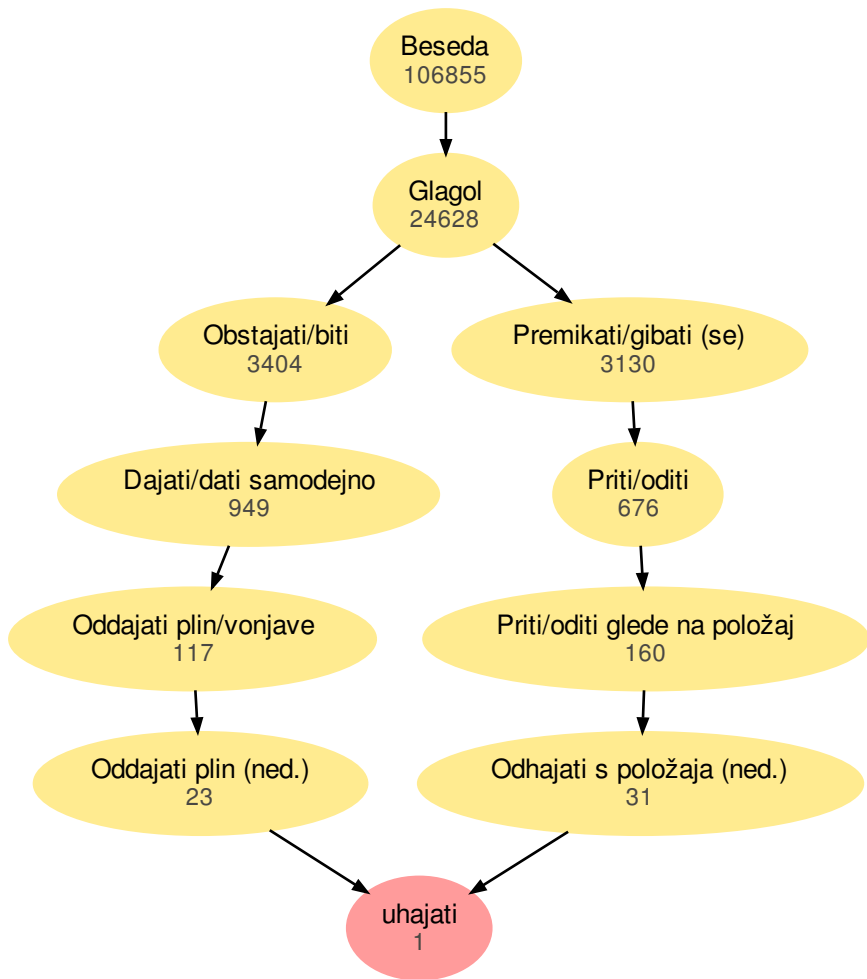 Beseda
106855
Glagol
24628
Obstajati/biti
3404
Premikati/gibati (se)
3130
Dajati/dati samodejno
949
Priti/oditi
676
Oddajati plin/vonjave
117
Priti/oditi glede na položaj
160
Oddajati plin (ned.)
23
Odhajati s položaja (ned.)
31
uhajati
1